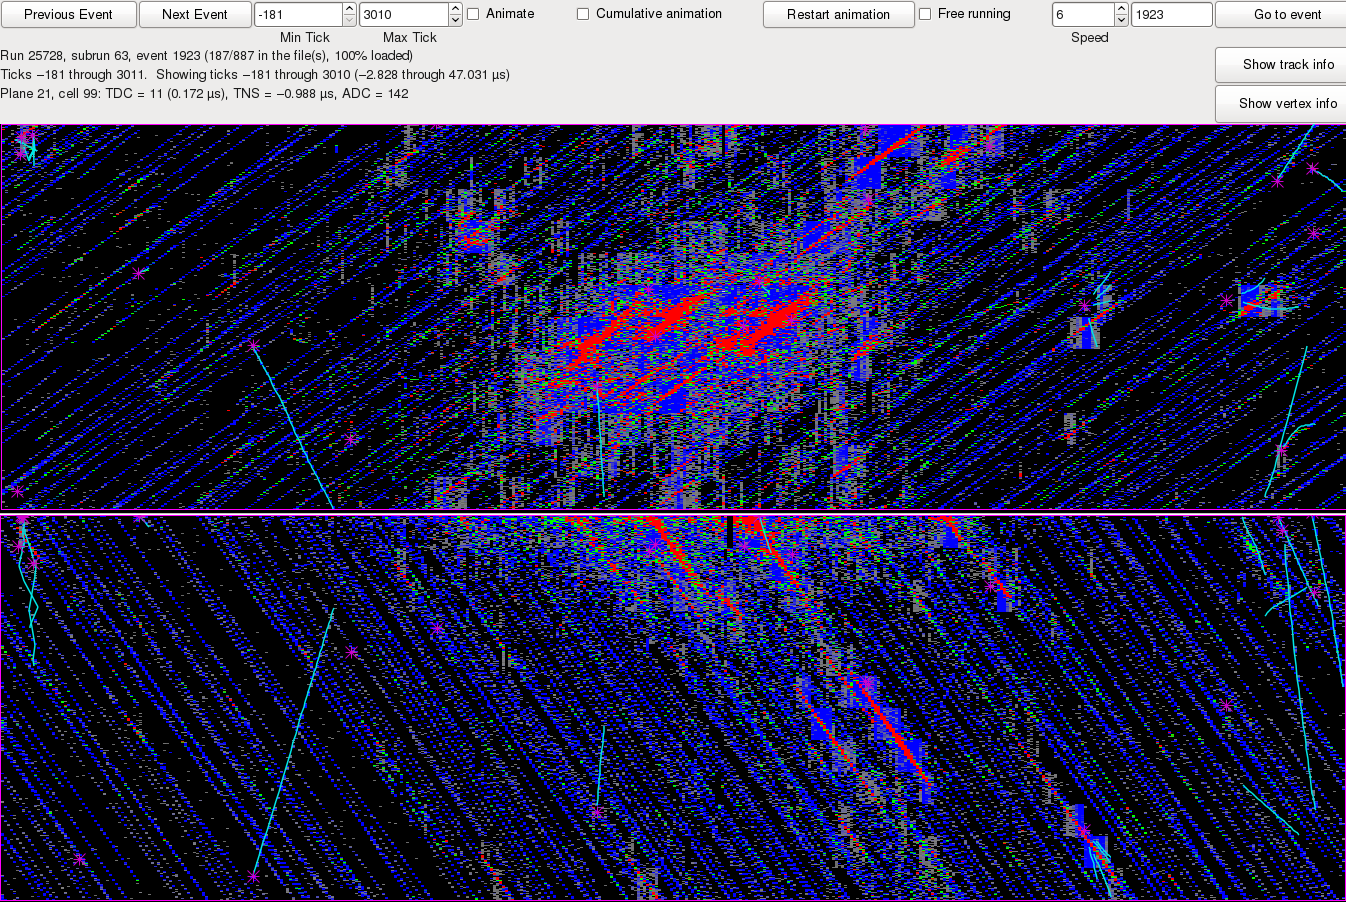 Previous Event Next Event -181 3010 Animate Cumulative animation Restart animation Free running 6 1923 Go to event
Min Tick Max Tick Speed
Run 25728, subrun 63, event 1923 (187/887 in the file(s), 100% loaded)
Ticks −181 through 3011. Showing ticks −181 through 3010 (−2.828 through 47.031 μs)
Show track info
Plane 21, cell 99: TDC = 11 (0.172 μs), TNS = −0.988 μs, ADC = 142
Show vertex info